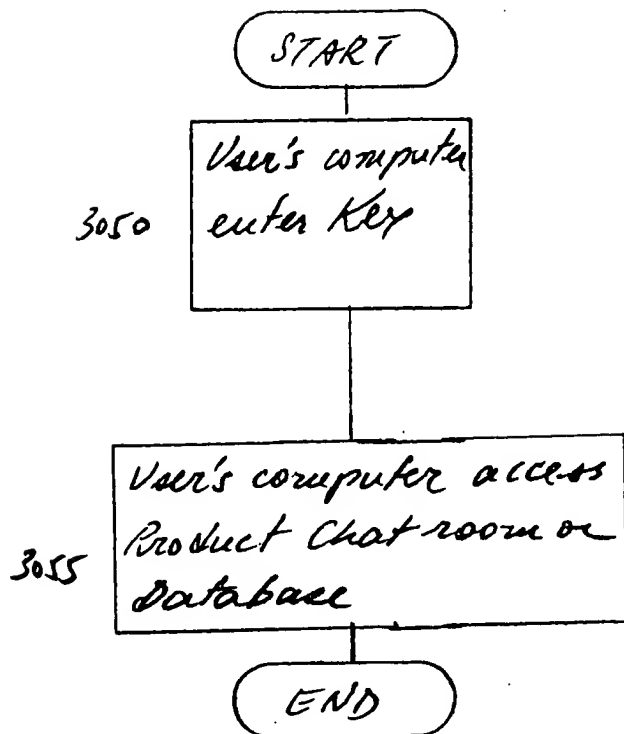 START
User's computer
enter Key
3050
User's computer access
Product Chat room or
3055
Database
END